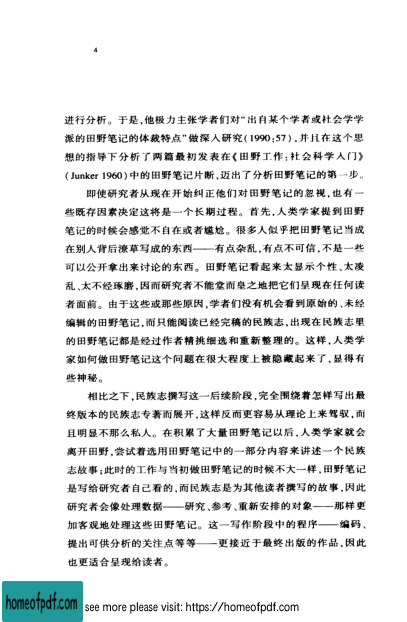 4
进行分析。于是,他极力主张学者们对“出自某个学者或社会学学
派的田野笔记的体裁特点”做深入研究(1990:57),并且在这个思
想的指导下分析了两篇最初发表在《田野工作:社会科学入门》
(Junker 1960)中的田野笔记片断,迈出了分析田野笔记的第一步。
即使研究者从现在开始纠正他们对田野笔记的忽视,也有一
些既存因素决定这将是一个长期过程。首先,人类学家提到田野
笔记的时候会感觉不自在或者尴尬。很多人似乎把田野笔记当成
在别人背后潦草写成的东西——有点杂乱,有点不可信,不是一些
可以公开拿出来讨论的东西。田野笔记看起来太显示个性、太凌
乱、太不经琢磨,因而研究者不能堂而皇之地把它们呈现在任何读
者面前。由于这些或那些原因,学者们没有机会看到原始的、未经
编辑的田野笔记,而只能阅读已经完稿的民族志,出现在民族志里
的田野笔记都是经过作者精挑细选和重新整理的。这样,人类学
家如何做田野笔记这个问题在很大程度上被隐藏起来了,显得有
些神秘。
相比之下,民族志撰写这一后续阶段,完全围绕着怎样写出最
终版本的民族志专著而展开,这样反而更容易从理论上来驾驭,而
且明显不那么私人。在积累了大量田野笔记以后,人类学家就会
离开田野,尝试着选用田野笔记中的一部分内容来讲述一个民族
志故事;此时的工作与当初做田野笔记的时候不大一样,田野笔记
是写给研究者自己看的,而民族志是为其他读者撰写的故事,因此
研究者会像处理数据——研究、参考、重新安排的对象——那样更
加客观地处理这些田野笔记。这一写作阶段中的程序——编码、
提出可供分析的关注点等等——更接近于最终出版的作品,因此
也更适合呈现给读者。
homeofpdf.com see more please visit: https://homeofpdf.com